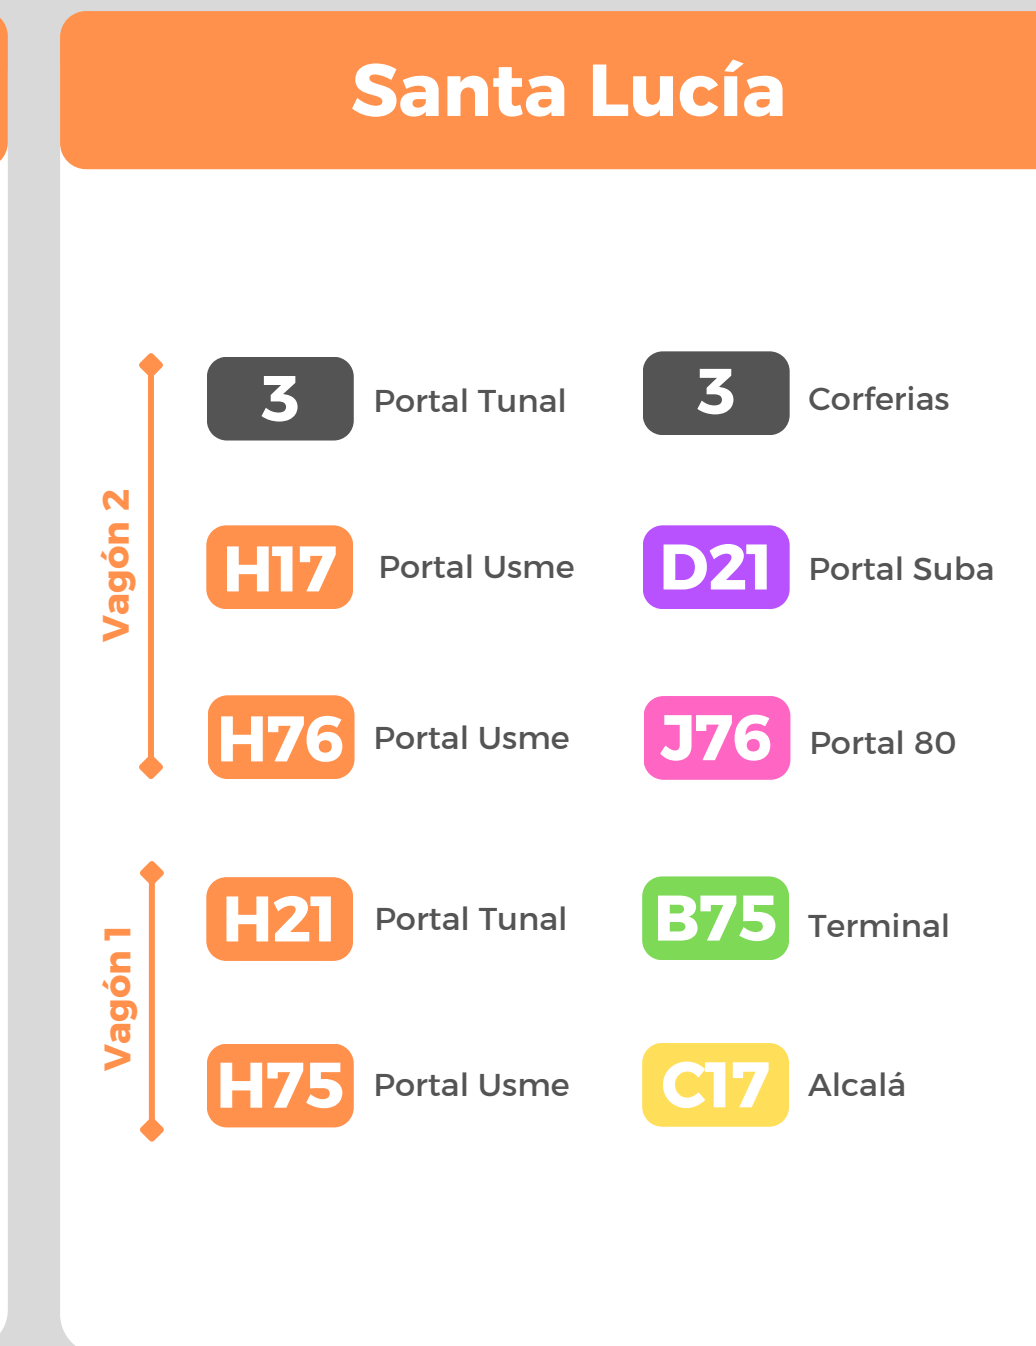 Santa Lucía
Vagón 2
3 Portal Tunal
3 Corferias
H17 Portal Usme
D21 Portal Suba
H76 Portal Usme
J76 Portal 80
Vagón 1
H21 Portal Tunal
B75 Terminal
H75 Portal Usme
C17 Alcalá